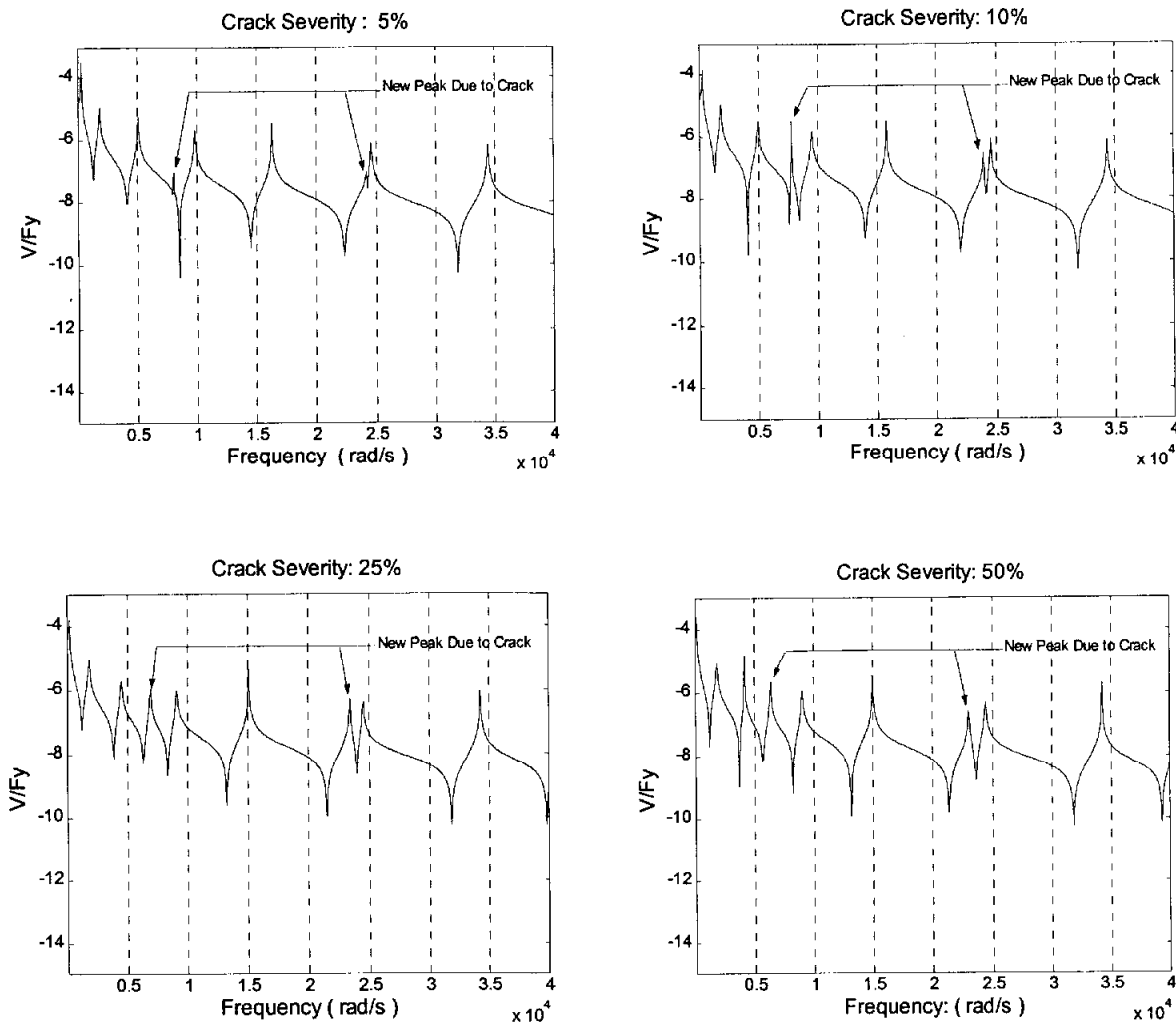 Crack Severity : 5%
New Peak Due to Crack
V/Fy
-4
-6
-8
-10
-12
-14
0.5 1 1.5 2 2.5 3 3.5 4
Frequency ( rad/s )
x 10^4
Crack Severity: 10%
New Peak Due to Crack
V/Fy
-4
-6
-8
-10
-12
-14
0.5 1 1.5 2 2.5 3 3.5 4
Frequency ( rad/s )
x 10^4
Crack Severity: 25%
New Peak Due to Crack
V/Fy
-4
-6
-8
-10
-14
0.5 1 1.5 2 2.5 3 3.5 4
Frequency ( rad/s )
x 10^4
Crack Severity: 50%
New Peak Due to Crack
V/Fy
-4
-6
-8
-10
-14
0.5 1 1.5 2 2.5 3 3.5 4
Frequency: ( rad/s )
x 10^4